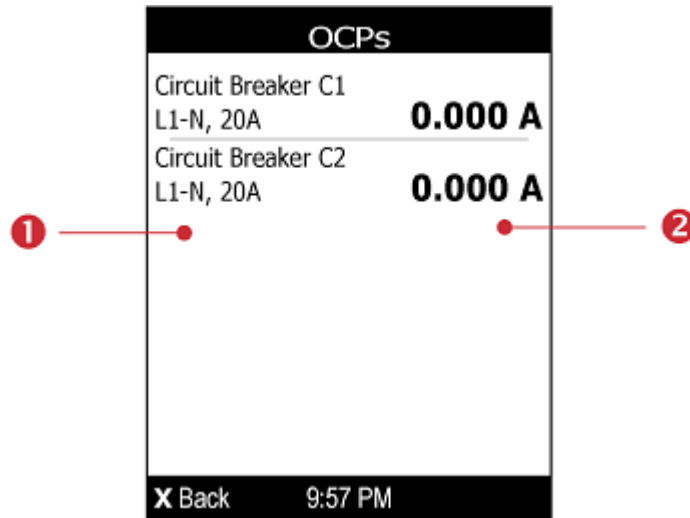 OCPs
Circuit Breaker C1
L1-N, 20A 0.000 A
Circuit Breaker C2
L1-N, 20A 0.000 A
1 2
X Back 9:57 PM